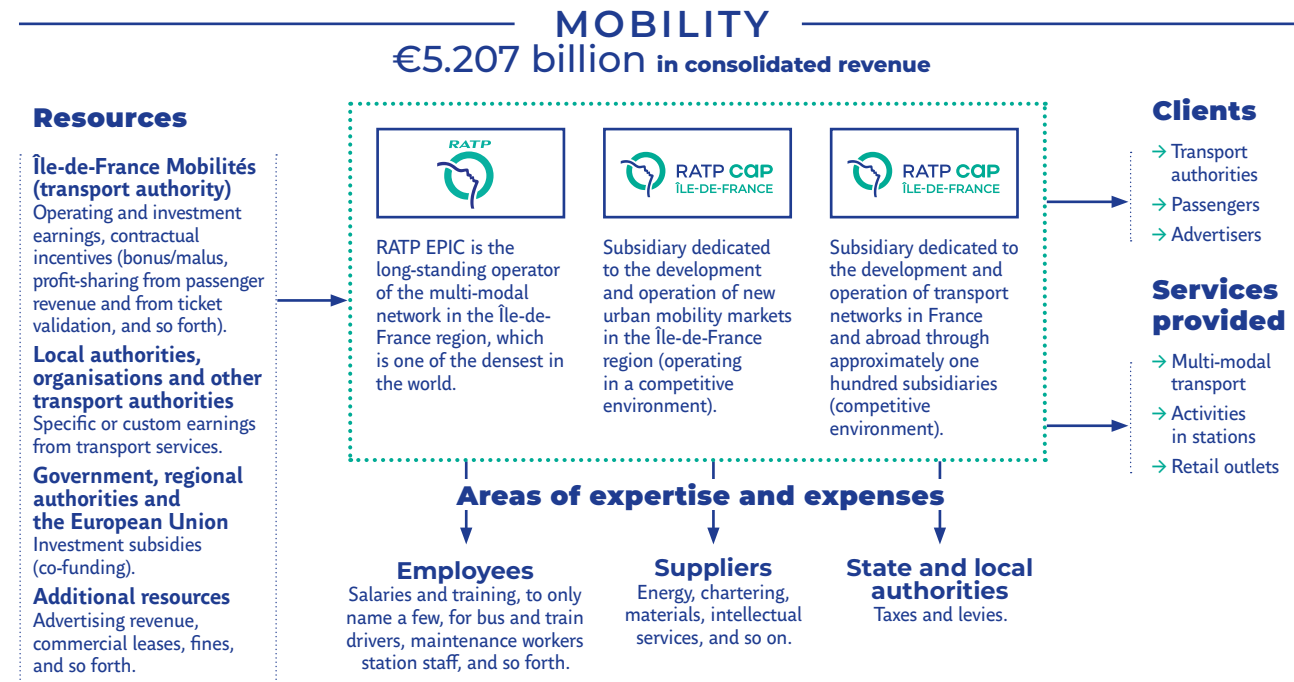 MOBILITY
€5.207 billion in consolidated revenue
Resources
Île-de-France Mobilités
(transport authority)
Operating and investment
earnings, contractual
incentives (bonus/malus,
profit-sharing from passenger
revenue and from ticket
validation, and so forth).
Local authorities,
organisations and other
transport authorities
Specific or custom earnings
from transport services.
Government, regional
authorities and
the European Union
Investment subsidies
(co-funding).
Additional resources
Advertising revenue,
commercial leases, fines,
and so forth.
RATP
RATP EPIC is the
long-standing operator
of the multi-modal
network in the Île-de-
France region, which
is one of the densest in
the world.
RATP CAP
ÎLE-DE-FRANCE
Subsidiary dedicated
to the development
and operation of new
urban mobility markets
in the Île-de-France
region (operating
in a competitive
environment).
RATP CAP
ÎLE-DE-FRANCE
Subsidiary dedicated to
the development and
operation of transport
networks in France
and abroad through
approximately one
hundred subsidiaries
(competitive
environment).
Areas of expertise and expenses
Employees
Salaries and training, to only
name a few, for bus and train
drivers, maintenance workers
station staff, and so forth.
Suppliers
Energy, chartering,
materials, intellectual
services, and so on.
State and local
authorities
Taxes and levies.
Clients
→ Transport
authorities
→ Passengers
→ Advertisers
Services
provided
→ Multi-modal
transport
→ Activities
in stations
→ Retail outlets